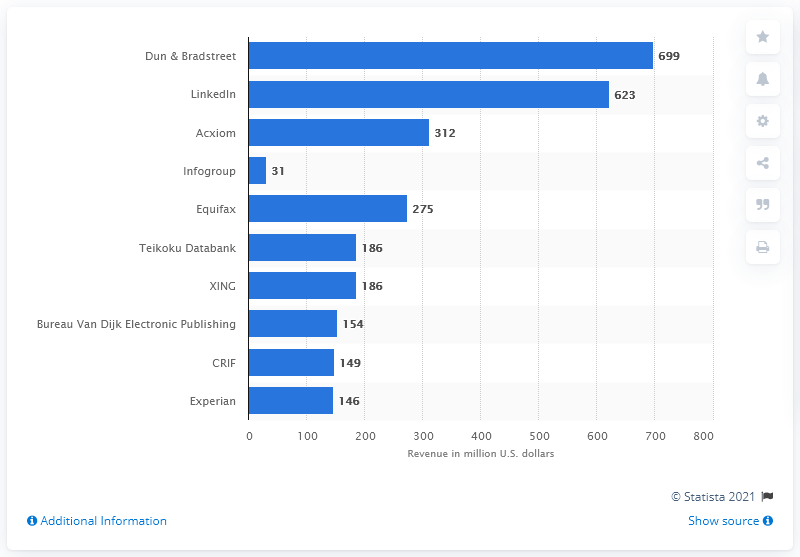 Dun & Bradstreet 699
LinkedIn 623
Acxiom 312
Infogroup 31
Equifax 275
Teikoku Databank 186
XING 186
Bureau Van Dijk Electronic Publishing 154
CRIF 149
Experian 146
0 100 200 300 400 500 600 700 800
Revenue in million U.S. dollars
© Statista 2021
Additional Information Show source